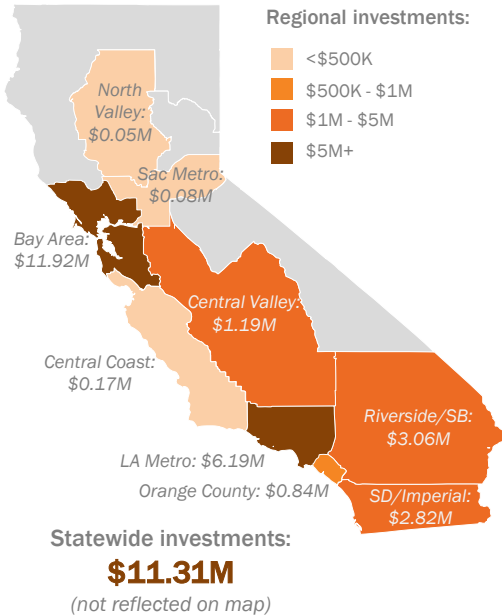 Regional investments:
<$500K
$500K - $1M
$1M - $5M
$5M+
North
Valley:
$0.05M
Sac Metro:
$0.08M
Bay Area:
$11.92M
Central Valley:
$1.19M
Central Coast:
$0.17M
Riverside/SB:
$3.06M
LA Metro: $6.19M
Orange County: $0.84M
SD/Imperial:
$2.82M
Statewide investments:
$11.31M
(not reflected on map)